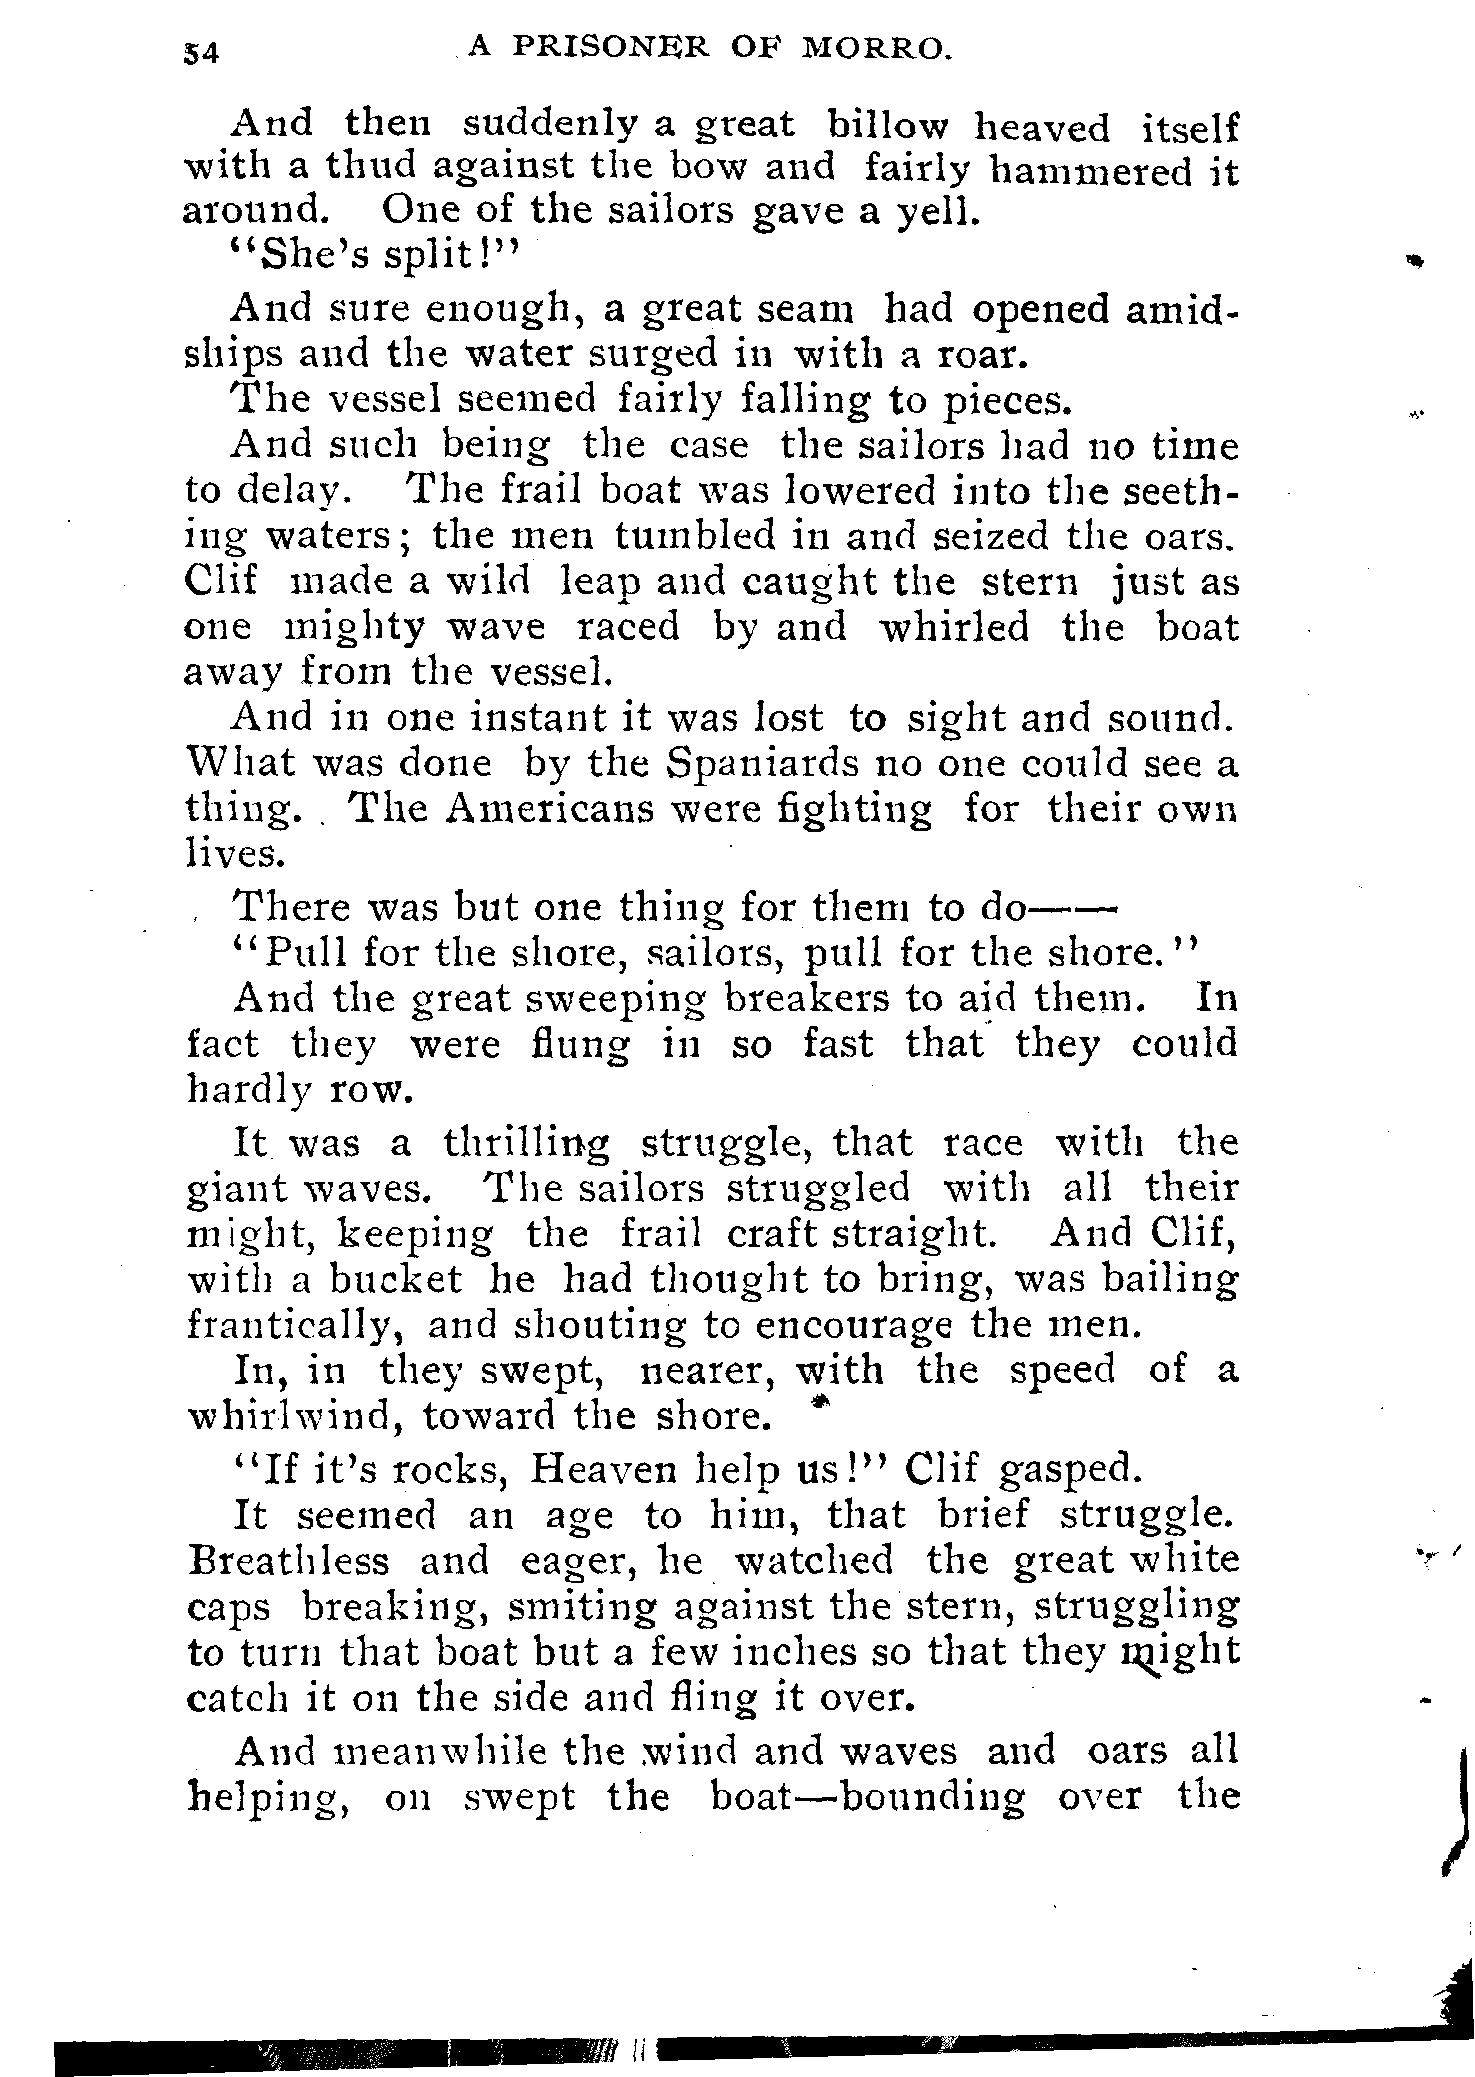 54 A PRISONER OF MORRO.
And then suddenly a great billow heaved itself
with a thud against the bow and fairly hammered it
around. One of the sailors gave a yell.
"She's split!"
And sure enough, a great seam had opened amid-
ships and the water surged in with a roar.
The vessel seemed fairly falling to pieces.
And such being the case the sailors had no time
to delay. The frail boat was lowered into the seeth-
ing waters; the men tumbled in and seized the oars.
Clif made a wild leap and caught the stern just as
one mighty wave raced by and whirled the boat
away from the vessel.
And in one instant it was lost to sight and sound.
What was done by the Spaniards no one could see a
thing. The Americans were fighting for their own
lives.
There was but one thing for them to do——
"Pull for the shore, sailors, pull for the shore."
And the great sweeping breakers to aid them. In
fact they were flung in so fast that they could
hardly row.
It was a thrilling struggle, that race with the
giant waves. The sailors struggled with all their
might, keeping the frail craft straight. And Clif,
with a bucket he had thought to bring, was bailing
frantically, and shouting to encourage the men.
In, in they swept, nearer, with the speed of a
whirlwind, toward the shore.
"If it's rocks, Heaven help us!" Clif gasped.
It seemed an age to him, that brief struggle.
Breathless and eager, he watched the great white
caps breaking, smiting against the stern, struggling
to turn that boat but a few inches so that they might
catch it on the side and fling it over.
And meanwhile the wind and waves and oars all
helping, on swept the boat—bounding over the